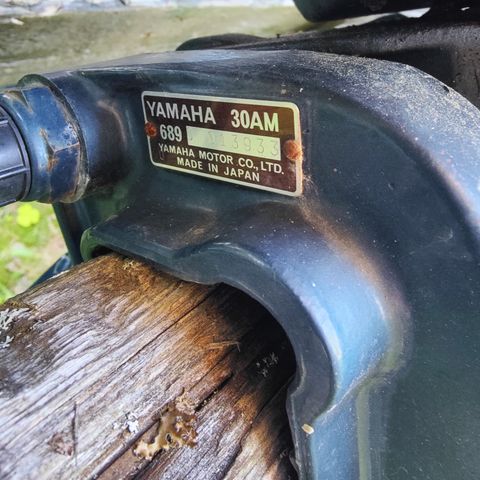 YAMAHA 30AM
689
YAMAHA MOTOR CO., LTD.
MADE IN JAPAN